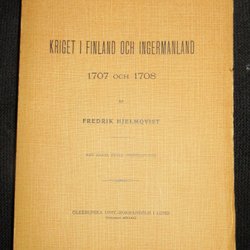 KRIGET I FINLAND OCH INGERMANLAND
1707 OCH 1708
AF
FREDRIK HJELMQVIST
GLEERUPSKA UNIV.-BOKHANDELN I LUND